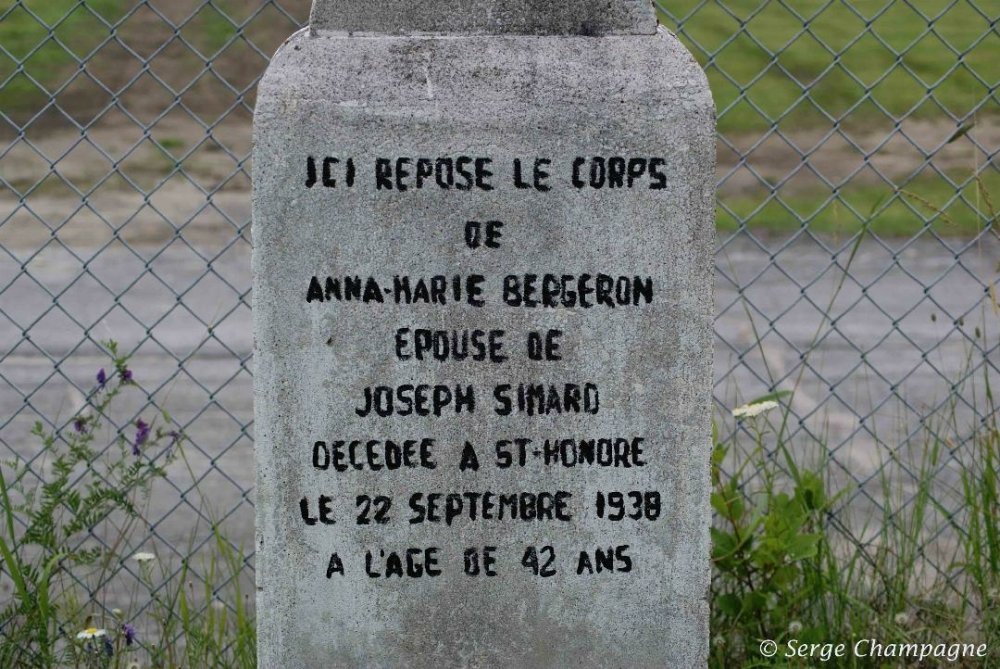 ICI REPOSE LE CORPS
DE
ANNA-MARIE BERGERON
EPOUSE DE
JOSEPH SIMARD
DECEDEE A ST-HONORE
LE 22 SEPTEMBRE 1938
A L'AGE DE 42 ANS
© Serge Champagne